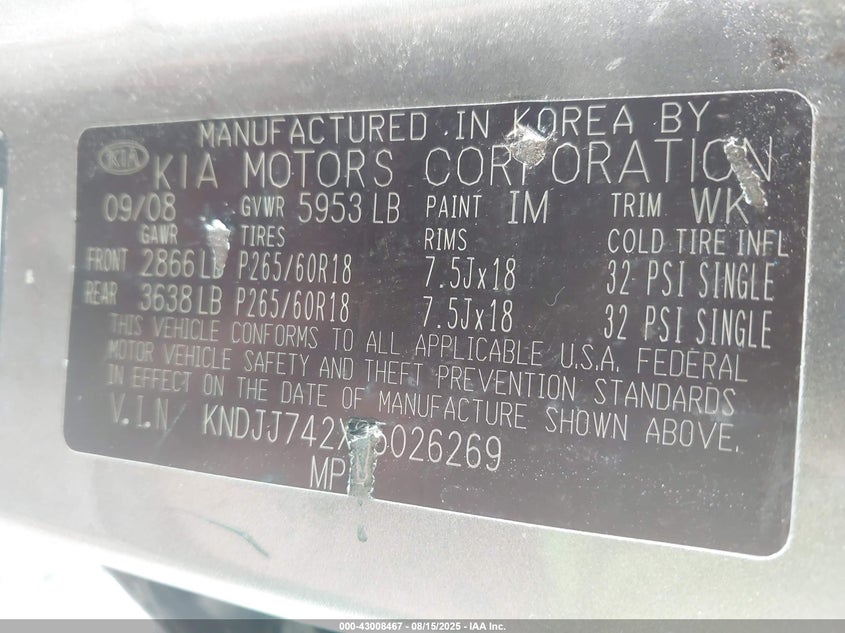 MANUFACTURED IN KOREA BY
KIA KIA MOTORS CORPORATION
09/08 GVWR 5953 LB PAINT IM TRIM WK
GAWR TIRES RIMS COLD TIRE INFL
FRONT 2866 LB P265/60R18 7.5Jx18 32 PSI SINGLE
REAR 3638 LB P265/60R18 7.5Jx18 32 PSI SINGLE
THIS VEHICLE CONFORMS TO ALL APPLICABLE U.S.A. FEDERAL
MOTOR VEHICLE SAFETY AND THEFT PREVENTION STANDARDS
IN EFFECT ON THE DATE OF MANUFACTURE SHOWN ABOVE.
V.I.N
MPV
000-43008467 - 08/15/2025 - IAA Inc.